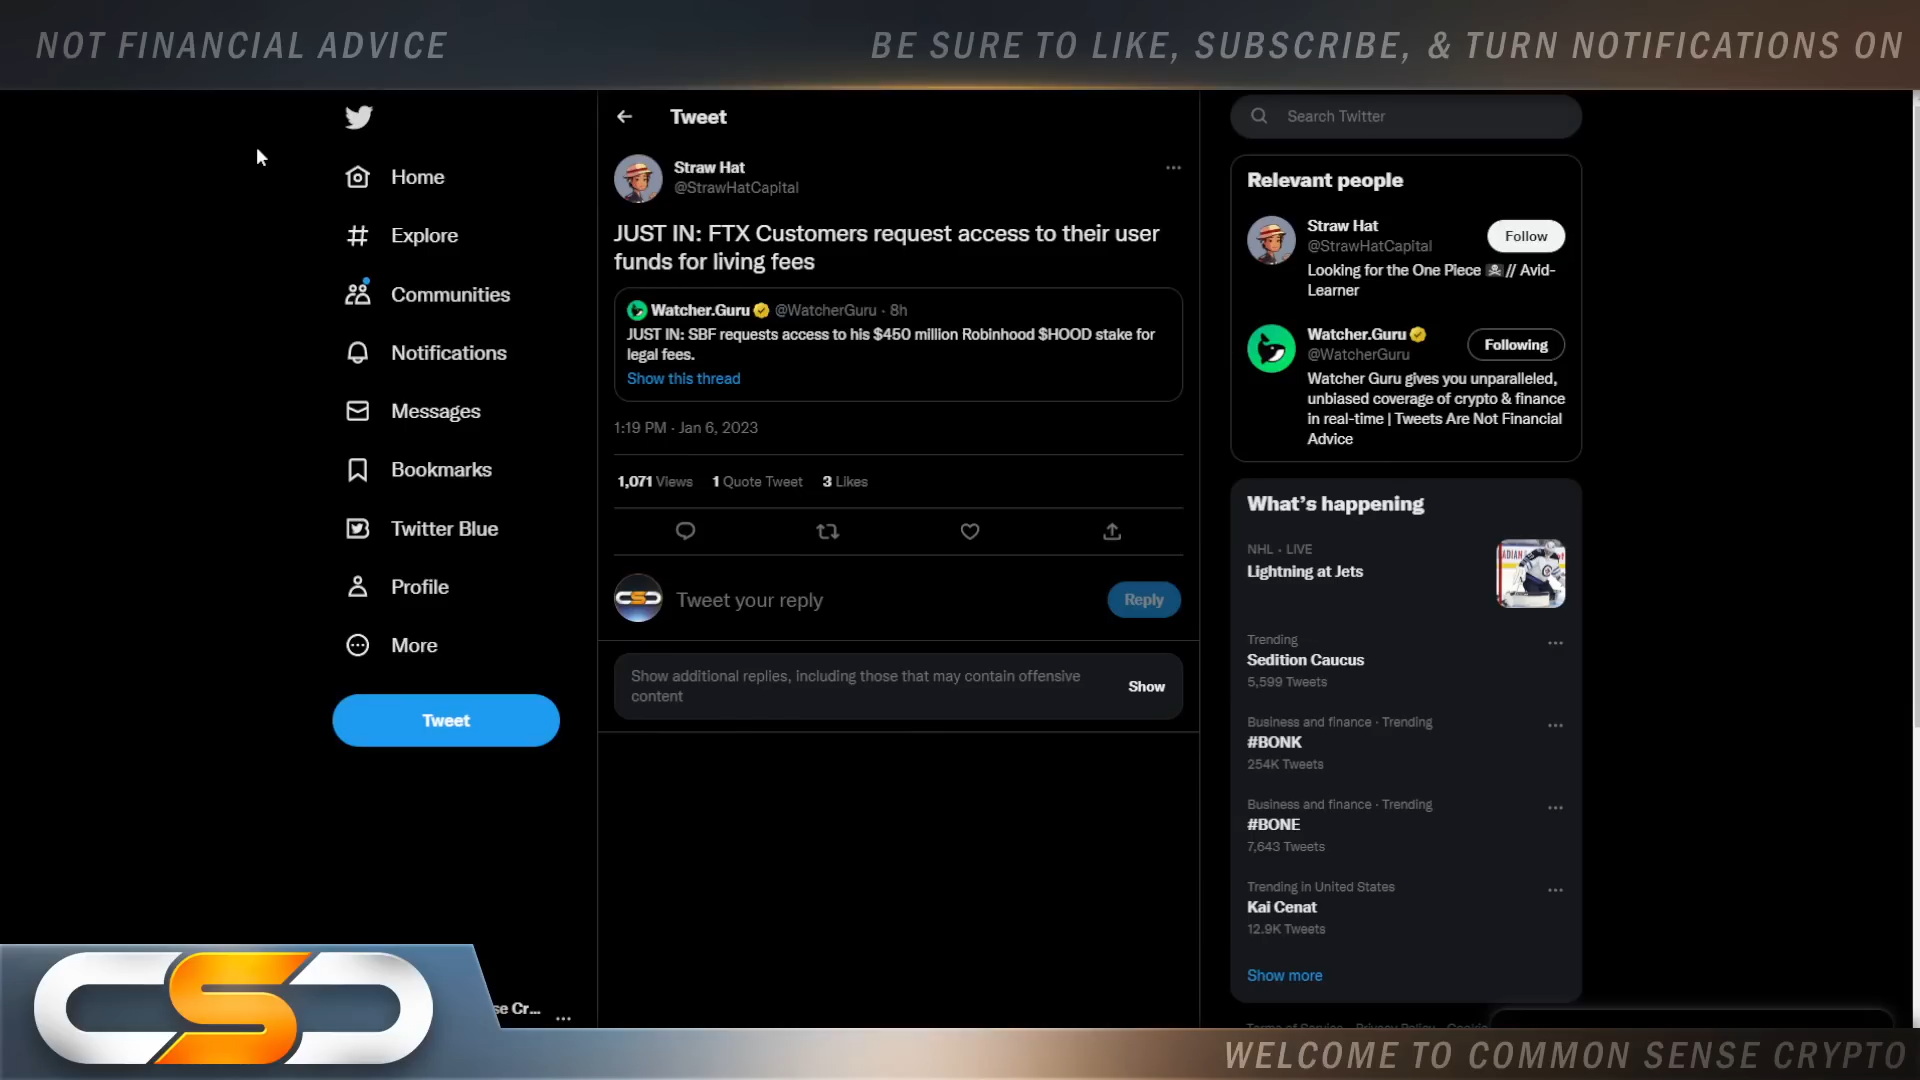 NOT FINANCIAL ADVICE
BE SURE TO LIKE, SUBSCRIBE, & TURN NOTIFICATIONS ON
Home
Explore
Communities
Notifications
Messages
Bookmarks
Twitter Blue
Profile
More
Tweet
se Cr...
Tweet
Straw Hat
@StrawHatCapital
JUST IN: FTX Customers request access to their user
funds for living fees
Watcher.Guru @WatcherGuru · 8h
JUST IN: SBF requests access to his $450 million Robinhood $HOOD stake for
legal fees.
Show this thread
1:19 PM · Jan 6, 2023
1,071 Views 1 Quote Tweet 3 Likes
Tweet your reply
Reply
Show additional replies, including those that may contain offensive
content
Show
Search Twitter
Relevant people
Straw Hat
@StrawHatCapital
Follow
Looking for the One Piece // Avid-
Learner
Watcher.Guru
@WatcherGuru
Following
Watcher Guru gives you unparalleled,
unbiased coverage of crypto & finance
in real-time | Tweets Are Not Financial
Advice
What's happening
NHL · LIVE
Lightning at Jets
Trending
Sedition Caucus
5,599 Tweets
Business and finance · Trending
#BONK
254K Tweets
Business and finance · Trending
#BONE
7,643 Tweets
Trending in United States
Kai Cenat
12.9K Tweets
Show more
Terms of Service Privacy Policy Cookie
CSC
WELCOME TO COMMON SENSE CRYPTO